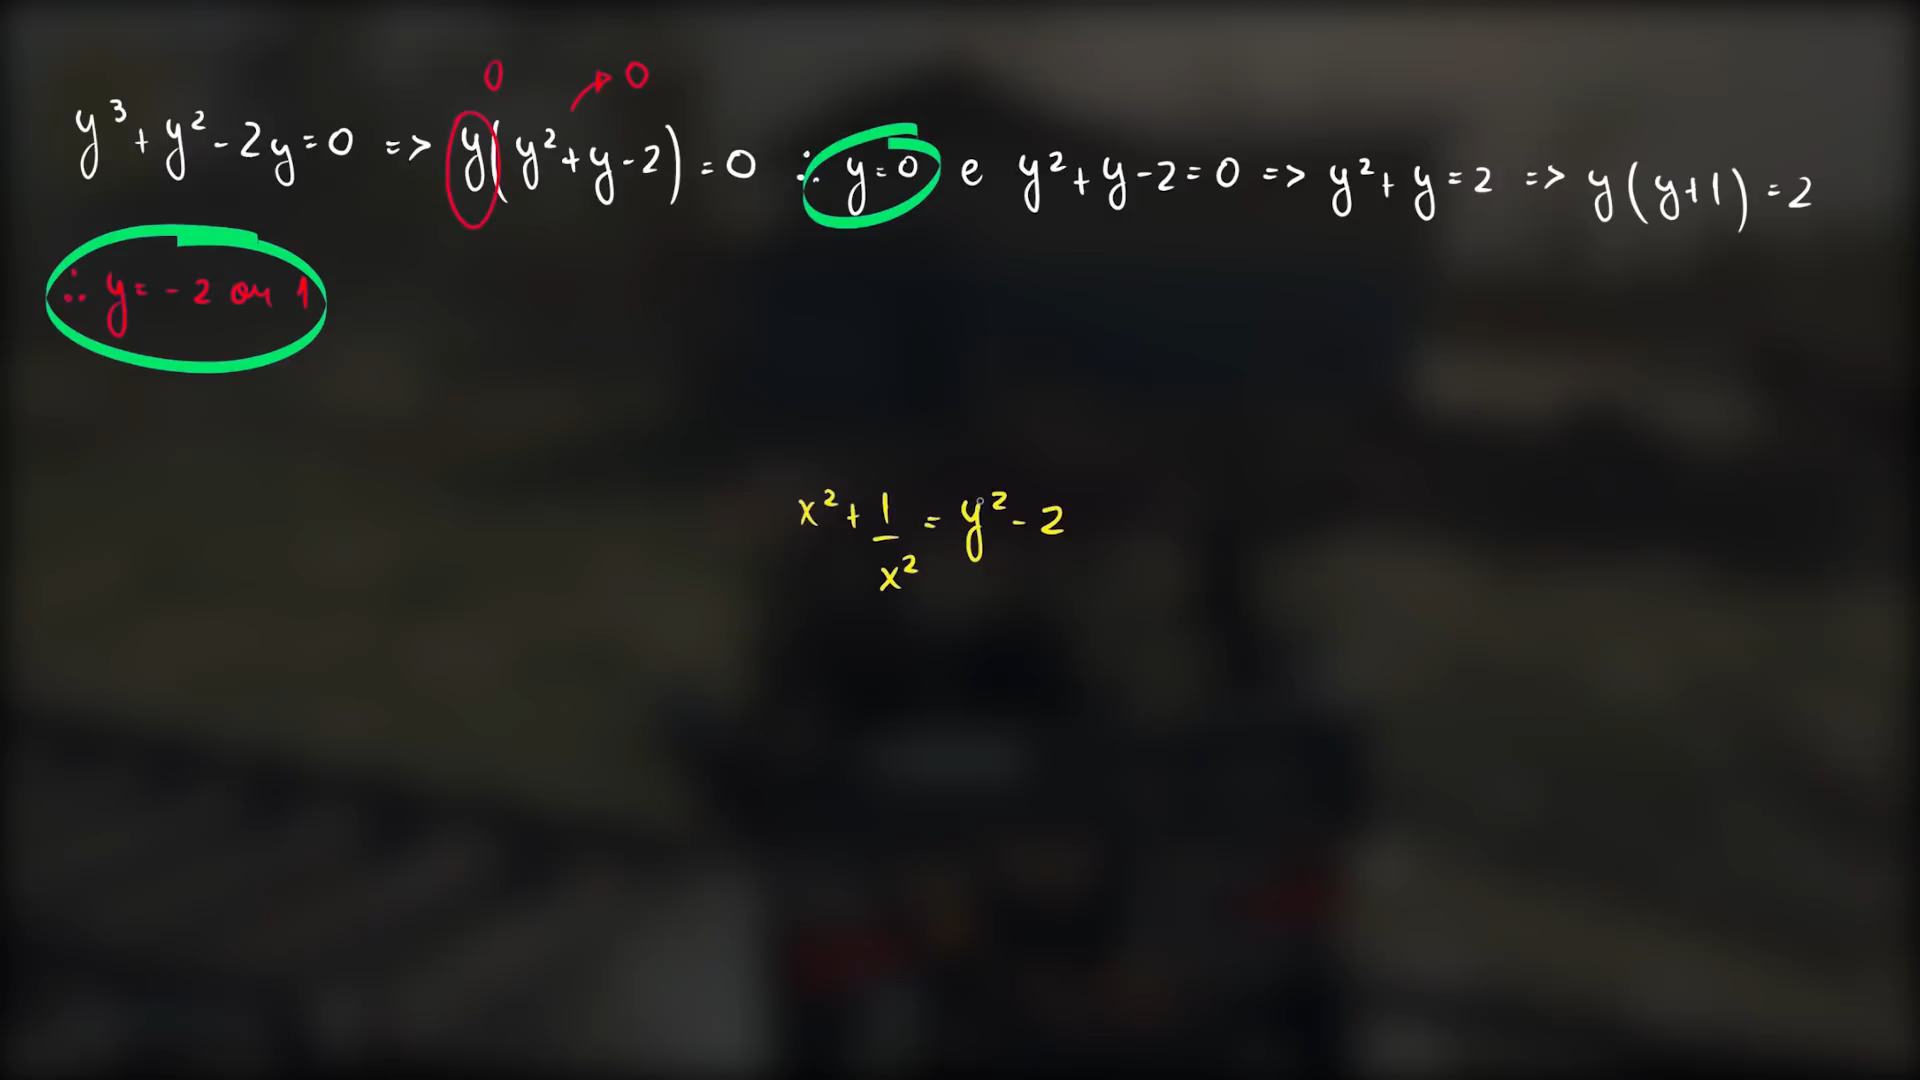 0 0
y³ + y² - 2y = 0 => y(y² + y - 2) = 0 ∴ y = 0 e y² + y - 2 = 0 => y² + y = 2 => y(y+1) = 2
∴ y = - 2 ou 1
x² + 1/x² = y² - 2